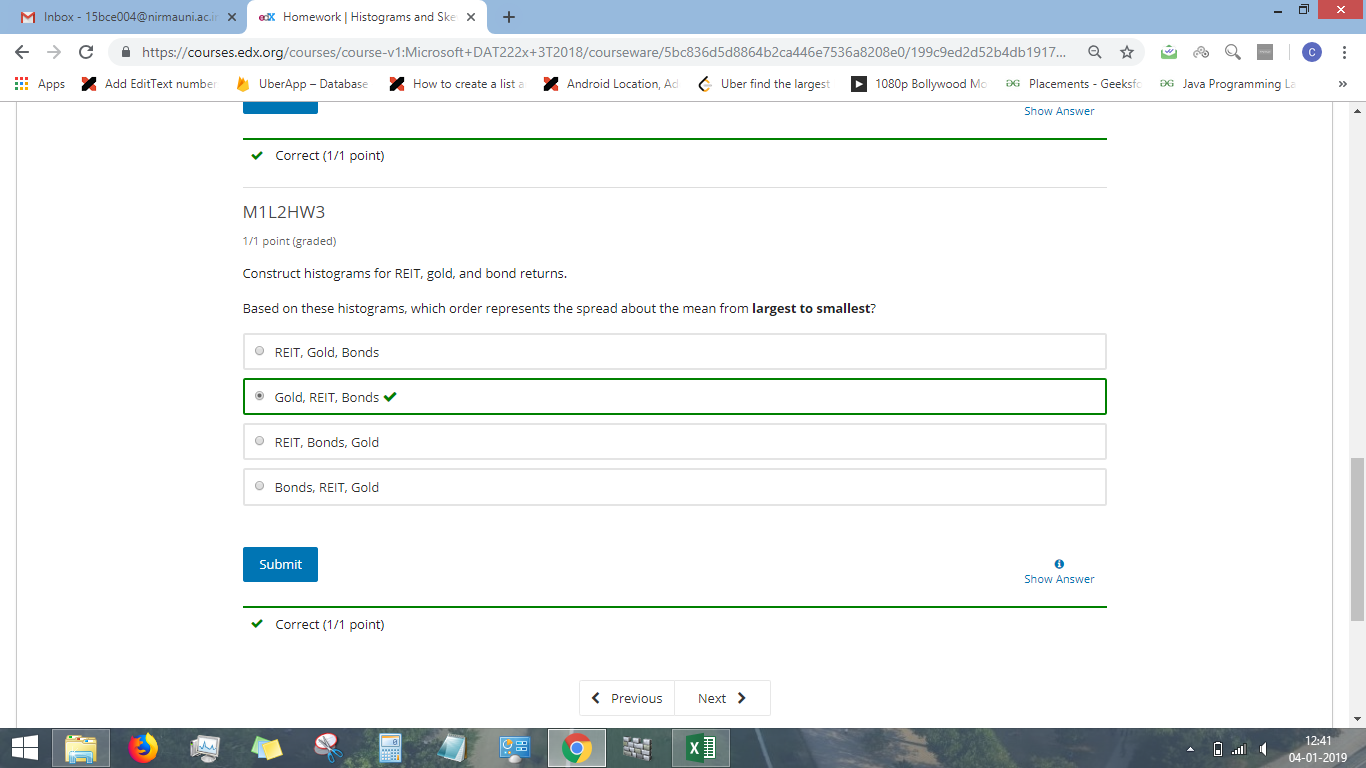 Inbox - 15bce004@nirmauni.ac.in
edX Homework | Histograms and Ske
https://courses.edx.org/courses/course-v1:Microsoft+DAT222x+3T2018/courseware/5bc836d5d8864b2ca446e7536a8208e0/199c9ed2d52b4db1917...
C
Apps Add EditText number UberApp – Database How to create a list a Android Location, Ad Uber find the largest 1080p Bollywood Mo Placements - Geeksfo Java Programming La »
Show Answer
Correct (1/1 point)
M1L2HW3
1/1 point (graded)
Construct histograms for REIT, gold, and bond returns.
Based on these histograms, which order represents the spread about the mean from largest to smallest?
REIT, Gold, Bonds
Gold, REIT, Bonds
REIT, Bonds, Gold
Bonds, REIT, Gold
Submit
Show Answer
Correct (1/1 point)
Previous Next
12:41
04-01-2019